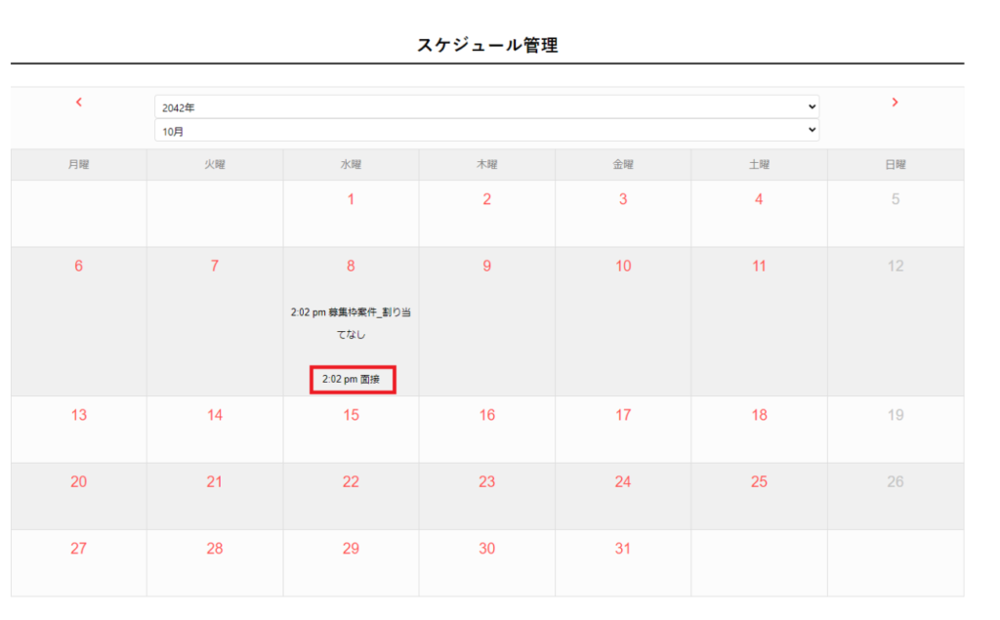 スケジュール管理
2042年
10月
月曜 火曜 水曜 木曜 金曜 土曜 日曜
1 2 3 4 5
6 7 8 9 10 11 12
2:02 pm 募集枠案件_割り当
てなし
2:02 pm 面接
13 14 15 16 17 18 19
20 21 22 23 24 25 26
27 28 29 30 31